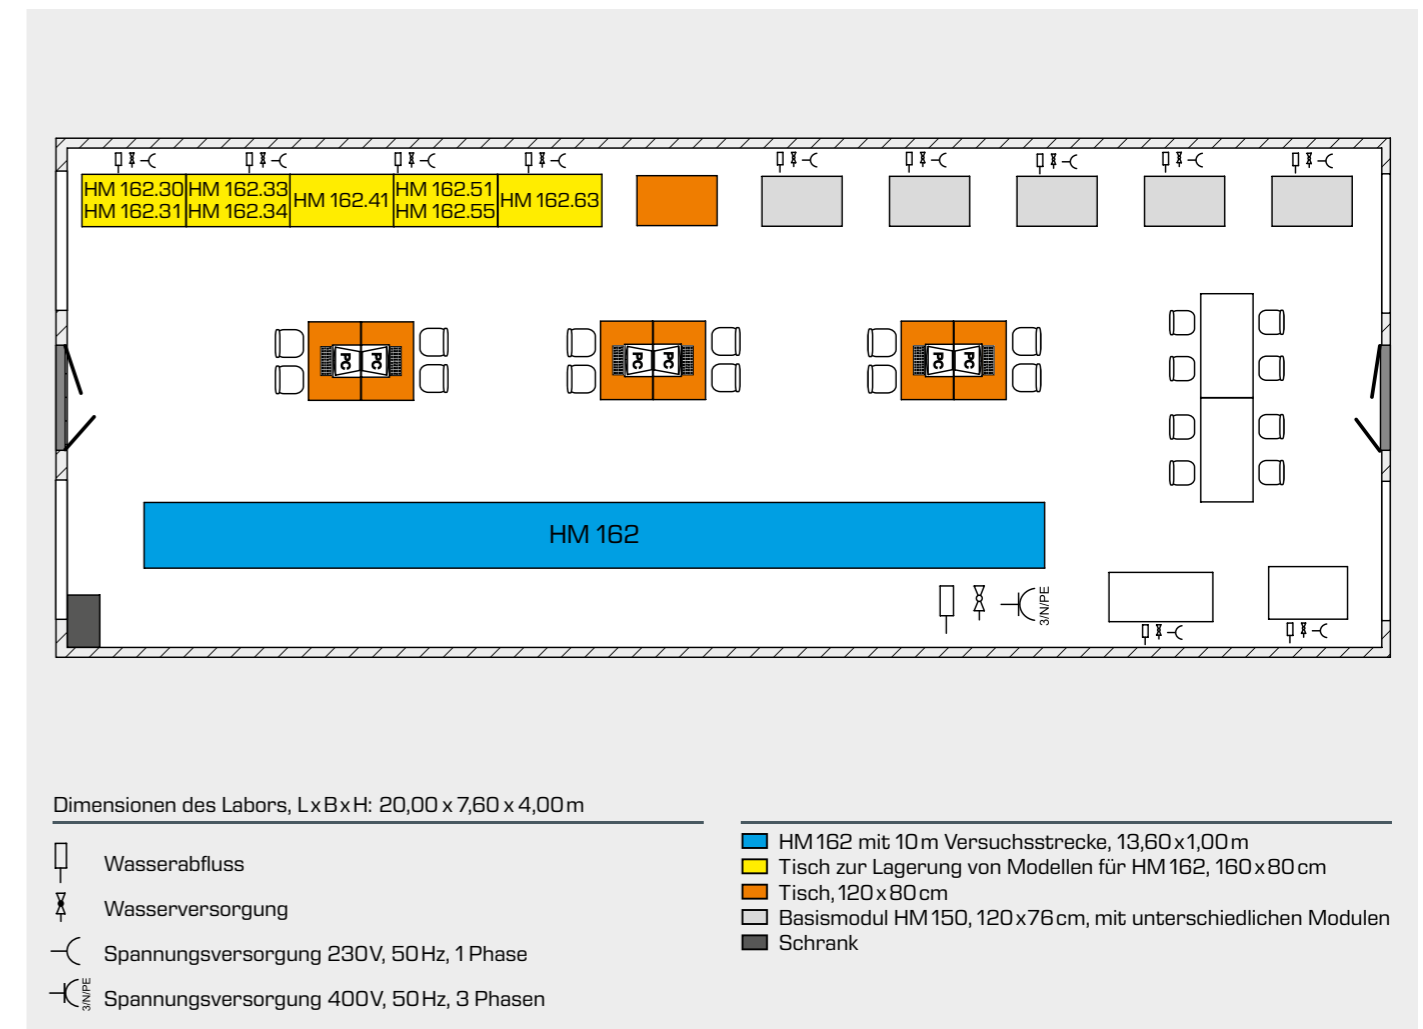 HM 162.30
HM 162.31
HM 162.33
HM 162.34
HM 162.41
HM 162.51
HM 162.55
HM 162.63
PC PC
PC PC
PC PC
HM 162
3/N/PE
Dimensionen des Labors, L x B x H: 20,00 x 7,60 x 4,00 m
Wasserabfluss
Wasserversorgung
Spannungsversorgung 230 V, 50 Hz, 1 Phase
3/N/PE
Spannungsversorgung 400 V, 50 Hz, 3 Phasen
HM 162 mit 10 m Versuchsstrecke, 13,60 x 1,00 m
Tisch zur Lagerung von Modellen für HM 162, 160 x 80 cm
Tisch, 120 x 80 cm
Basismodul HM 150, 120 x 76 cm, mit unterschiedlichen Modulen
Schrank